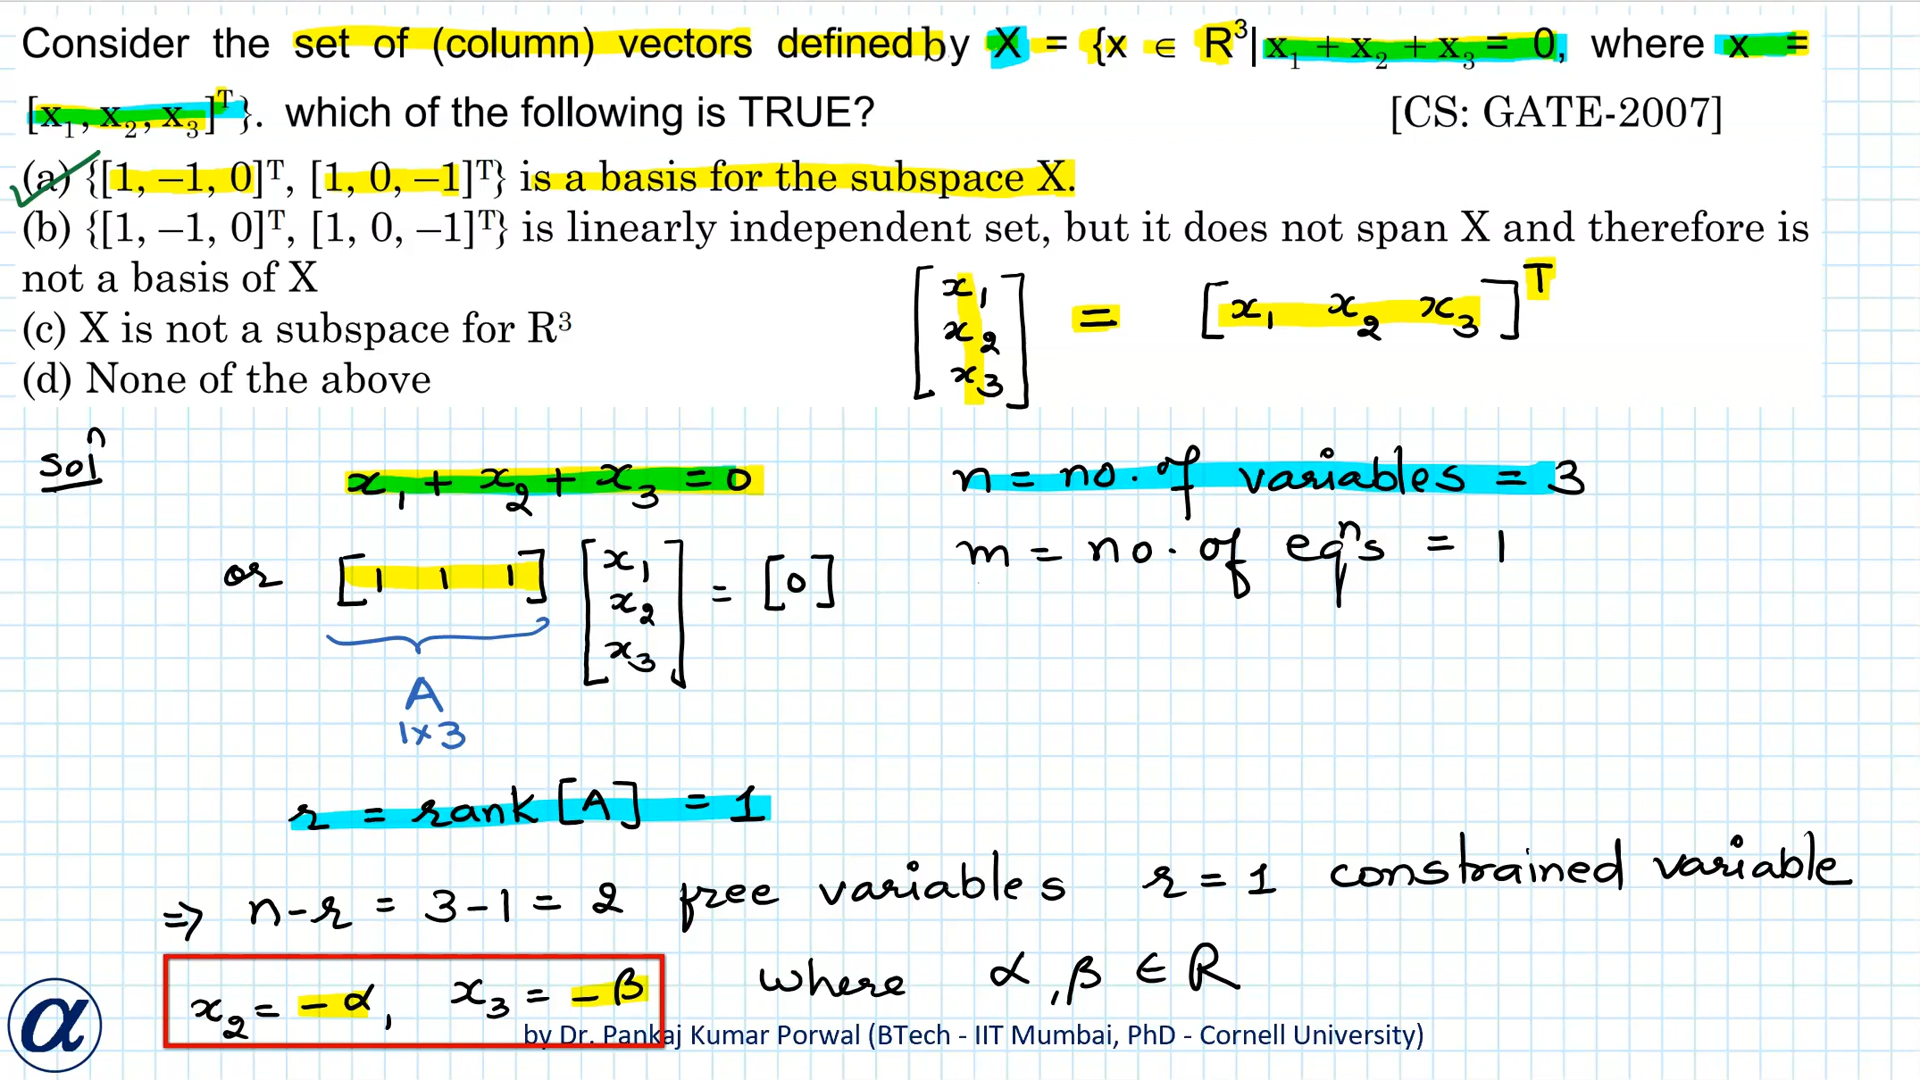 Consider the set of (column) vectors defined by X = {x ∈ R³| x₁ + x₂ + x₃ = 0, where x =
[x₁, x₂, x₃]ᵀ}. which of the following is TRUE? [CS: GATE-2007]
(a) {[1, –1, 0]ᵀ, [1, 0, –1]ᵀ} is a basis for the subspace X.
(b) {[1, –1, 0]ᵀ, [1, 0, –1]ᵀ} is linearly independent set, but it does not span X and therefore is
not a basis of X
(c) X is not a subspace for R³
(d) None of the above
[x₁ x₂ x₃] = [x₁ x₂ x₃]ᵀ
Solⁿ x₁ + x₂ + x₃ = 0 n = no. of variables = 3
m = no. of eqⁿs = 1
or [1 1 1] [x₁ x₂ x₃] = [0]
A
1×3
r = rank [A] = 1
⇒ n-r = 3-1 = 2 free variables r = 1 constrained variable
x₂ = -α, x₃ = -β where α, β ∈ R
α by Dr. Pankaj Kumar Porwal (BTech - IIT Mumbai, PhD - Cornell University)